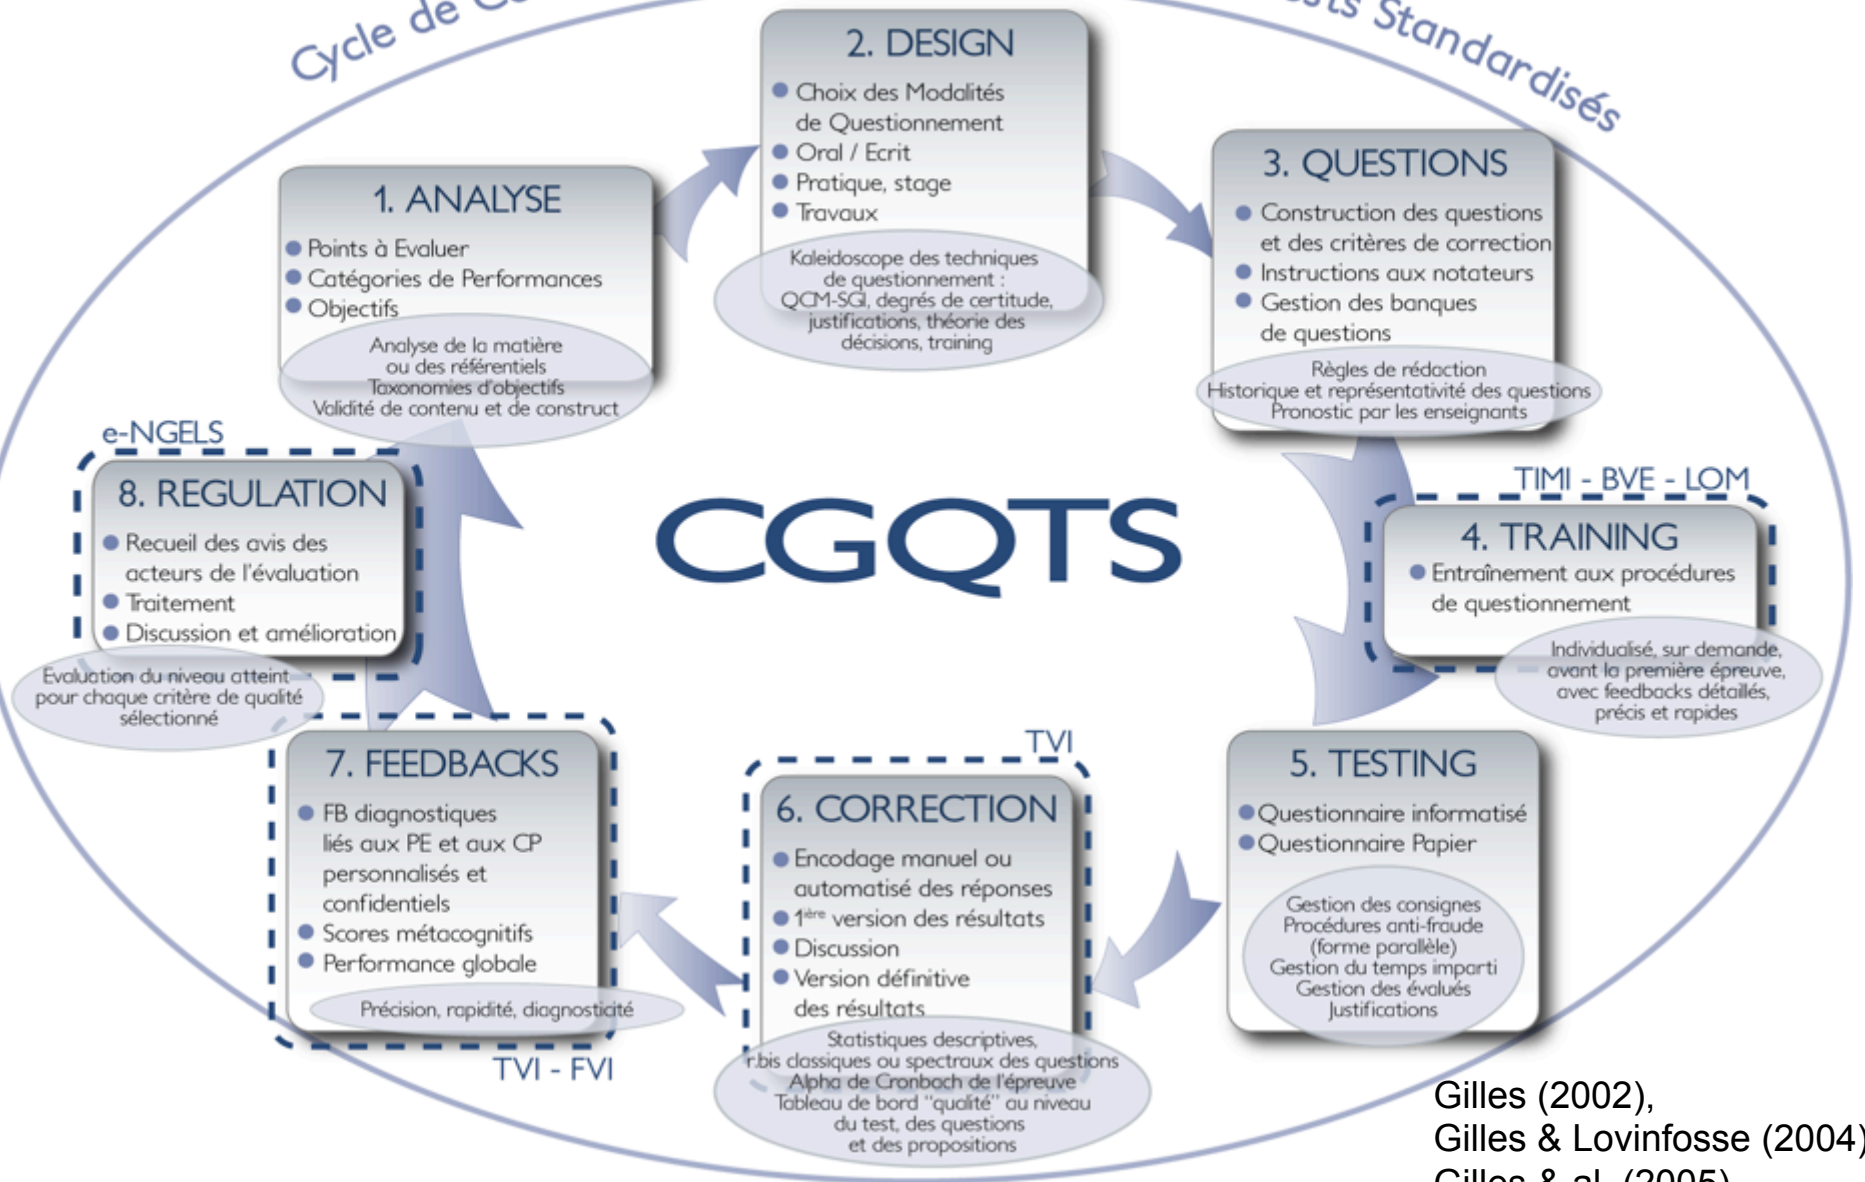 Cycle de
Tests Standardisés
1. ANALYSE
Points à Evaluer
Catégories de Performances
Objectifs
Analyse de la matière
ou des référentiels
Taxonomies d'objectifs
Validité de contenu et de construct
2. DESIGN
Choix des Modalités
de Questionnement
Oral / Ecrit
Pratique, stage
Travaux
Kaleidoscope des techniques
de questionnement :
QCM-SGI, degrés de certitude,
justifications, théorie des
décisions, training
3. QUESTIONS
Construction des questions
et des critères de correction
Instructions aux notateurs
Gestion des banques
de questions
Règles de rédaction
Historique et représentativité des questions
Pronostic par les enseignants
CGQTS
TIMI - BVE - LOM
4. TRAINING
Entraînement aux procédures
de questionnement
Individualisé, sur demande,
avant la première épreuve,
avec feedbacks détaillés,
précis et rapides
5. TESTING
Questionnaire informatisé
Questionnaire Papier
Gestion des consignes
Procédures anti-fraude
(forme parallèle)
Gestion du temps imparti
Gestion des évalués
Justifications
TVI
6. CORRECTION
Encodage manuel ou
automatisé des réponses
1ière version des résultats
Discussion
Version définitive
des résultats
Statistiques descriptives,
r.bis classiques ou spectraux des questions
Alpha de Cronbach de l'épreuve
Tableau de bord "qualité" au niveau
du test, des questions
et des propositions
7. FEEDBACKS
FB diagnostiques
liés aux PE et aux CP
personnalisés et
confidentiels
Scores métacognitifs
Performance globale
Précision, rapidité, diagnosticité
TVI - FVI
e-NGELS
8. REGULATION
Recueil des avis des
acteurs de l'évaluation
Traitement
Discussion et amélioration
Evaluation du niveau atteint
pour chaque critère de qualité
sélectionné
Gilles (2002),
Gilles & Lovinfosse (2004)
Gilles & al. (2005)